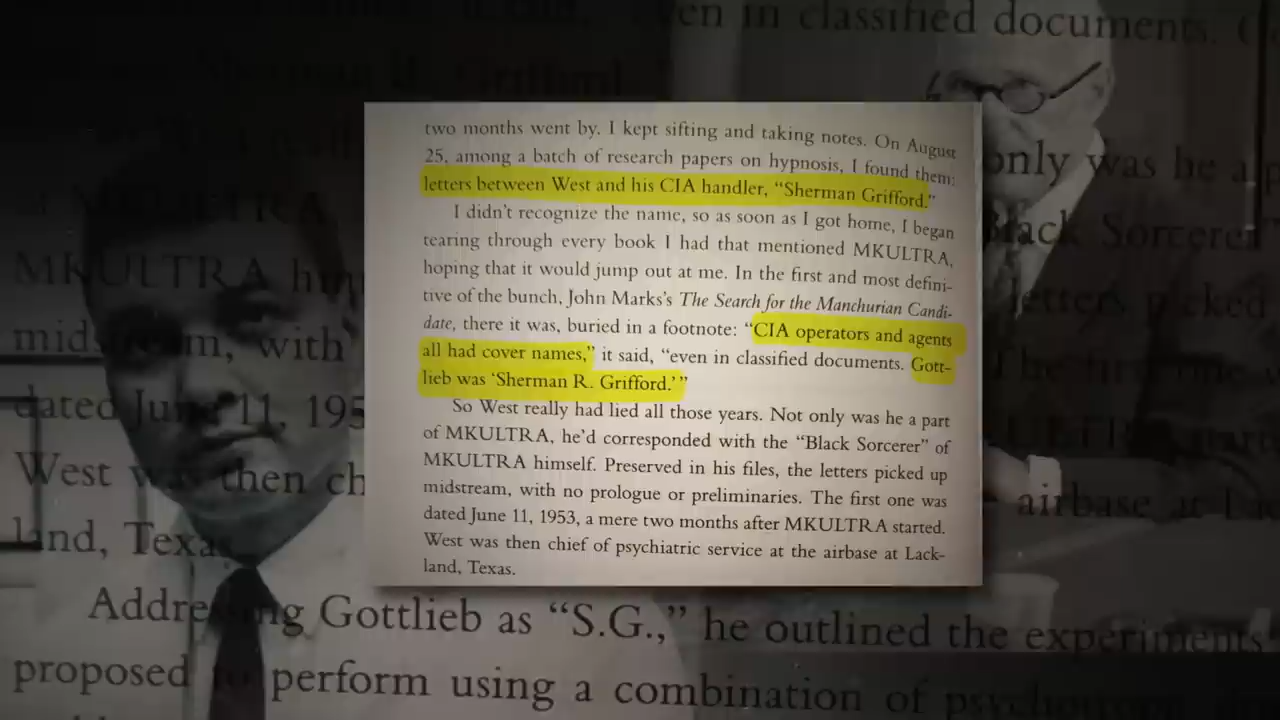 in classified documents.
two months went by. I kept sifting and taking notes. On August
25, among a batch of research papers on hypnosis, I found them:
letters between West and his CIA handler, “Sherman Grifford.”
I didn’t recognize the name, so as soon as I got home, I began
tearing through every book I had that mentioned MKULTRA,
hoping that it would jump out at me. In the first and most defini-
tive of the bunch, John Marks’s The Search for the Manchurian Candi-
date, there it was, buried in a footnote: “CIA operators and agents
all had cover names,” it said, “even in classified documents. Gott-
lieb was ‘Sherman R. Grifford.’”
So West really had lied all those years. Not only was he a part
of MKULTRA, he’d corresponded with the “Black Sorcerer” of
MKULTRA himself. Preserved in his files, the letters picked up
midstream, with no prologue or preliminaries. The first one was
dated June 11, 1953, a mere two months after MKULTRA started.
West was then chief of psychiatric service at the airbase at Lack-
land, Texas.
only was he a
Black Sorcerer”
letters picked
MKULTRA
midstream, with
dated June 11, 195
West was then ch
airbase at
land, Texas.
Addressing Gottlieb as “S.G.,” he outlined the experiments
proposed to perform using a combination of